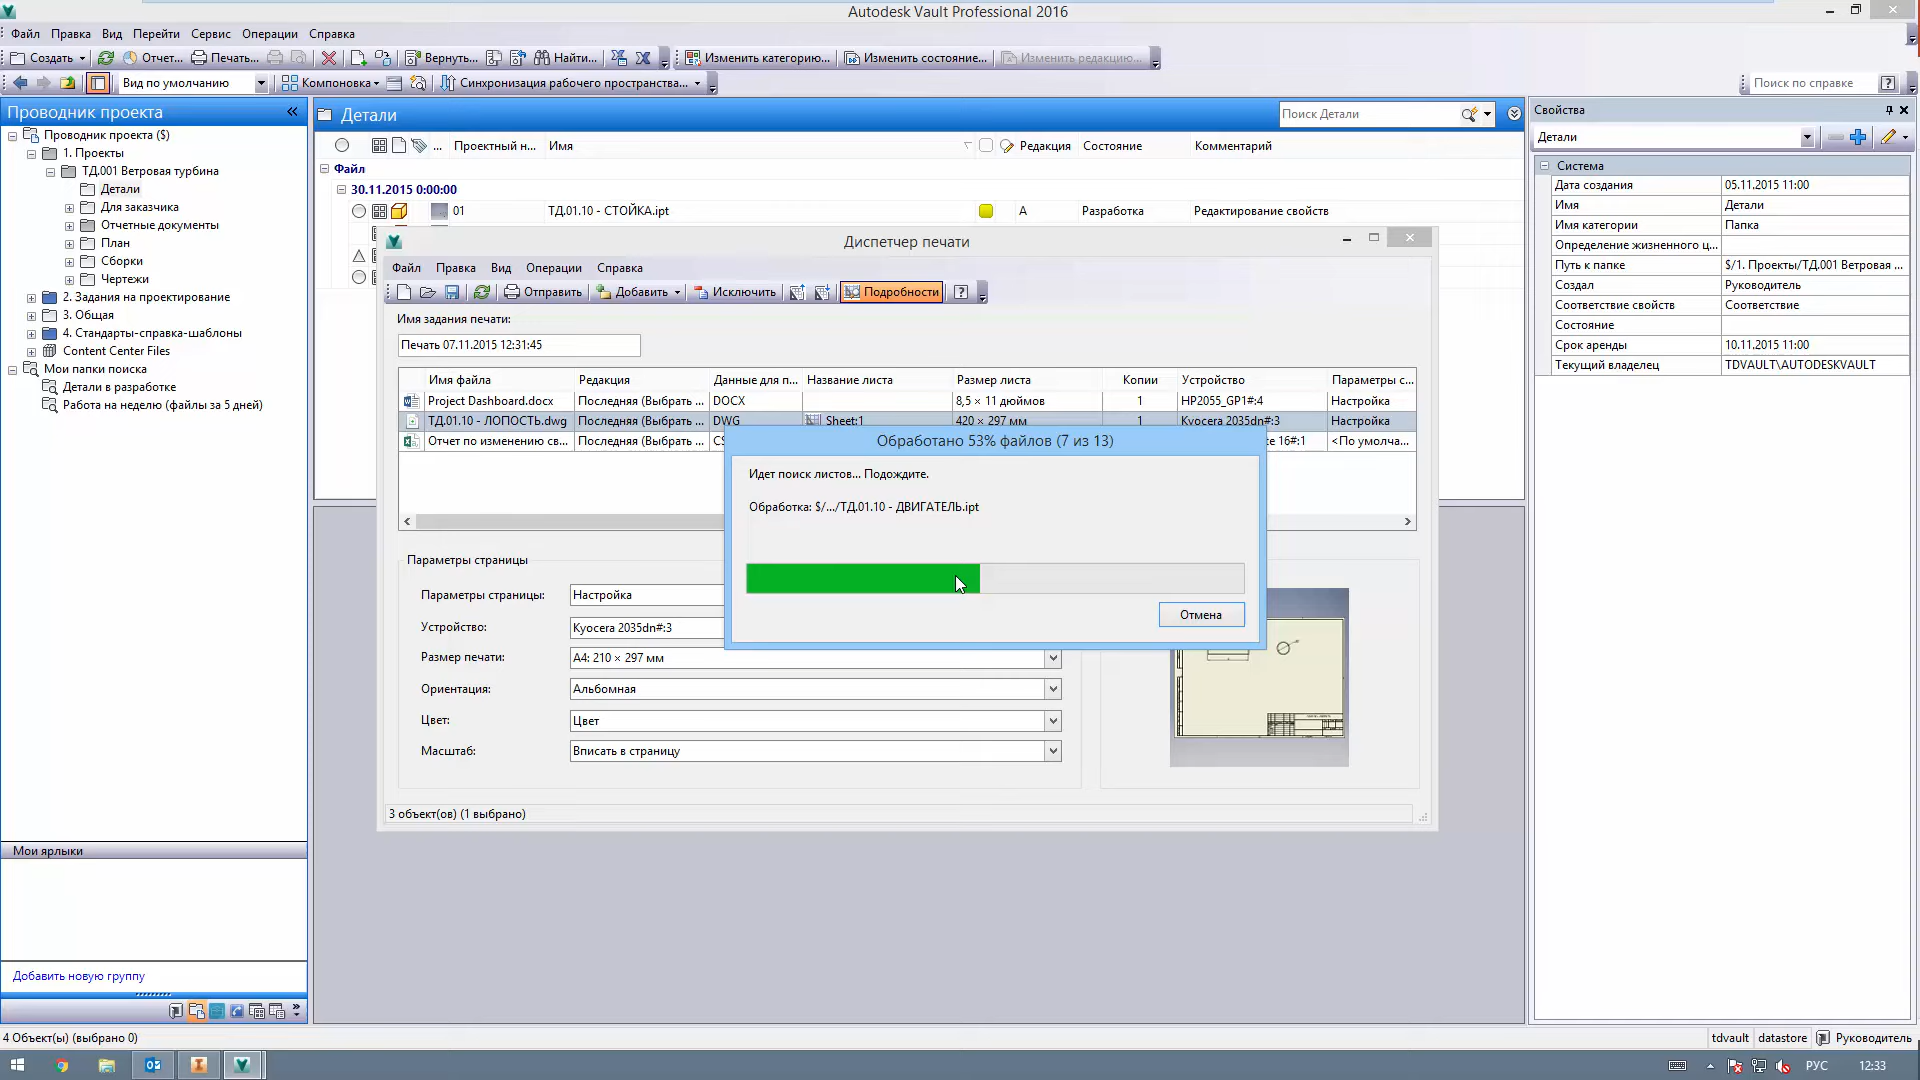 Autodesk Vault Professional 2016
Файл Правка Вид Перейти Сервис Операции Справка
Создать Отчет... Печать... Вернуть... Найти... Изменить категорию... Изменить состояние... Изменить редакцию...
Вид по умолчанию Компоновка Синхронизация рабочего пространства... Поиск по справке
Проводник проекта
Проводник проекта ($)
1. Проекты
ТД.001 Ветровая турбина
Детали
Для заказчика
Отчетные документы
План
Сборки
Чертежи
2. Задания на проектирование
3. Общая
4. Стандарты-справка-шаблоны
Content Center Files
Мои папки поиска
Детали в разработке
Работа на неделю (файлы за 5 дней)
Мои ярлыки
Добавить новую группу
Детали
Поиск Детали
... Проектный н... Имя Редакция Состояние Комментарий
Файл
30.11.2015 0:00:00
01 ТД.01.10 - СТОЙКА.ipt A Разработка Редактирование свойств
Диспетчер печати
Файл Правка Вид Операции Справка
Отправить Добавить Исключить Подробности
Имя задания печати:
Печать 07.11.2015 12:31:45
Имя файла Редакция Данные для п... Название листа Размер листа Копии Устройство Параметры с...
Project Dashboard.docx Последняя (Выбрать ... DOCX 8,5 × 11 дюймов 1 HP2055_GP1#:4 Настройка
ТД.01.10 - ЛОПОСТЬ.dwg Последняя (Выбрать ... DWG Sheet:1 420 × 297 мм 1 Kyocera 2035dn#:3 Настройка
Отчет по изменению св... Последняя (Выбрать ... te 16#:1 <По умолча...
Обработано 53% файлов (7 из 13)
Идет поиск листов... Подождите.
Обработка: $/.../ТД.01.10 - ДВИГАТЕЛЬ.ipt
Отмена
Параметры страницы
Параметры страницы: Настройка
Устройство: Kyocera 2035dn#:3
Размер печати: A4: 210 × 297 мм
Ориентация: Альбомная
Цвет: Цвет
Масштаб: Вписать в страницу
3 объект(ов) (1 выбрано)
Свойства
Детали
Система
Дата создания 05.11.2015 11:00
Имя Детали
Имя категории Папка
Определение жизненного ц...
Путь к папке $/1. Проекты/ТД.001 Ветровая ...
Создал Руководитель
Соответствие свойств Соответствие
Состояние
Срок аренды 10.11.2015 11:00
Текущий владелец TDVAULT\AUTODESKVAULT
4 Объект(ы) (выбрано 0)
tdvault datastore Руководитель
РУС 12:33